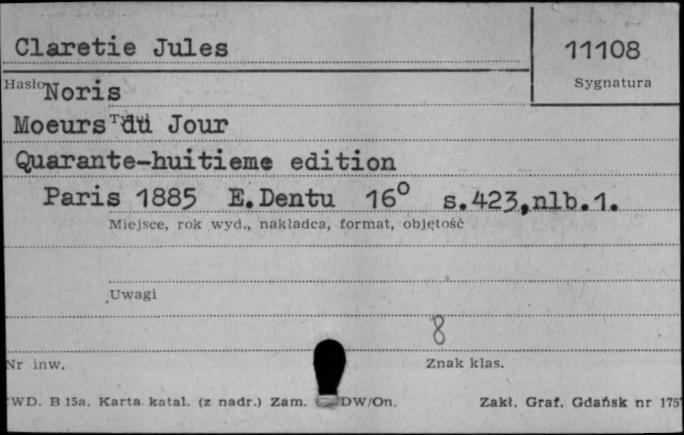 Claretie Jules
11108
Hasło
Sygnatura
Noris
Moeurs du Jour
Quarante-huitieme edition
Paris 1885 E.Dentu 16° s.423,nlb.1.
Miejsce, rok wyd., nakładca, format, objętość
Uwagi
8
Nr inw.
Znak klas.
WD. B 15a. Karta katal. (z nadr.) Zam. DW/On.
Zakł. Graf. Gdańsk nr 175